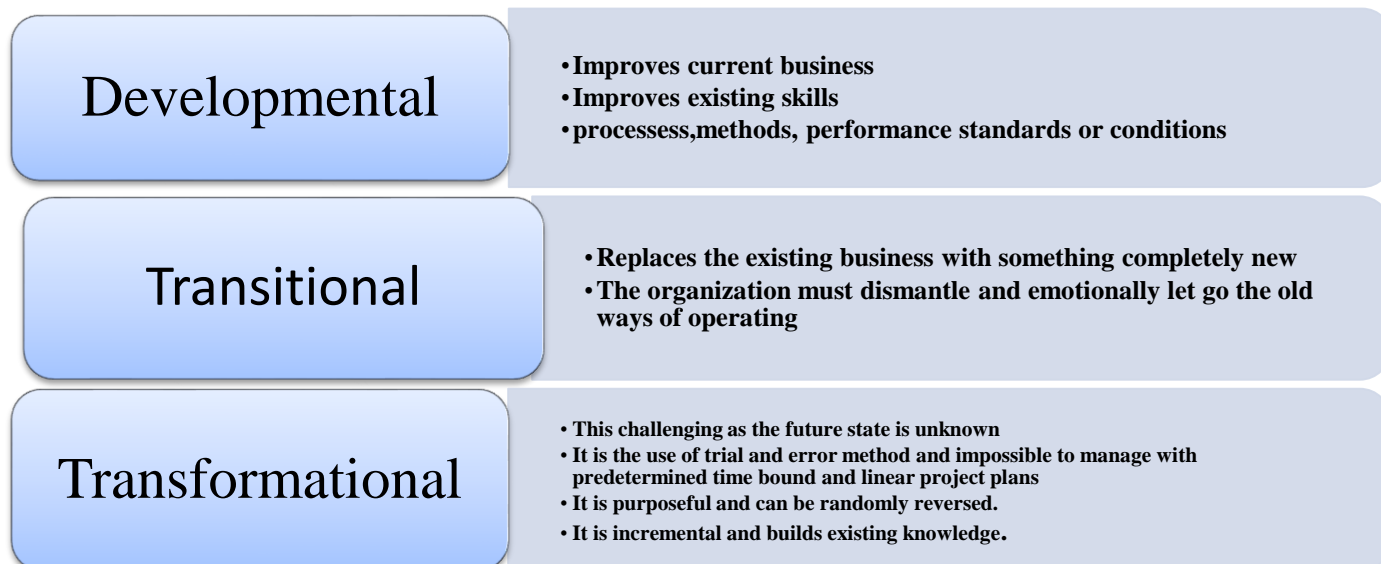 Developmental
•Improves current business
•Improves existing skills
•processess,methods, performance standards or conditions
Transitional
•Replaces the existing business with something completely new
•The organization must dismantle and emotionally let go the old
ways of operating
Transformational
• This challenging as the future state is unknown
• It is the use of trial and error method and impossible to manage with
predetermined time bound and linear project plans
• It is purposeful and can be randomly reversed.
• It is incremental and builds existing knowledge.